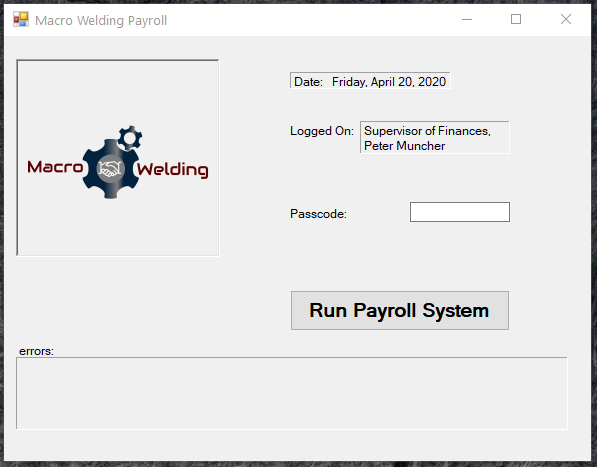 Macro Welding Payroll
Date: Friday, April 20, 2020
Macro Welding
Logged On: Supervisor of Finances,
Peter Muncher
Passcode:
Run Payroll System
errors: